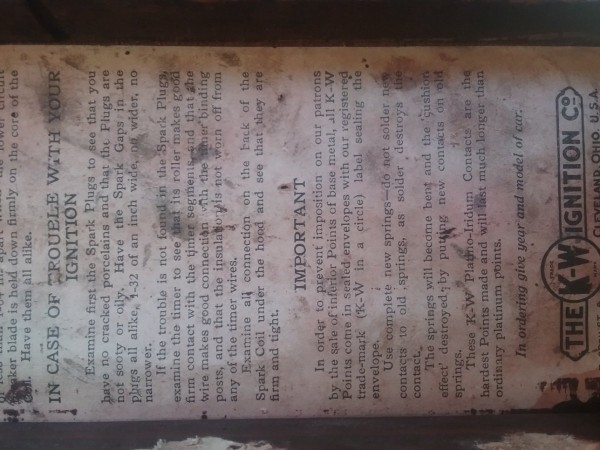 breaker blade is held down firmly on the core of the
Coil. Have them all alike.
IN CASE OF TROUBLE WITH YOUR
IGNITION
Examine first the Spark Plugs to see that you
have no cracked porcelains and that the Plugs are
not sooty or oily. Have the Spark Gaps in the
plugs all alike, 1-32 of an inch wide, not wider, no
narrower.
If the trouble is not found in the Spark Plugs,
examine the timer to see that its roller makes good
firm contact with the timer segments and that the
wire makes good connection with the timer binding
posts, and that the insulation is not worn off from
any of the timer wires.
Examine all connection on the back of the
Spark Coil under the hood and see that they are
firm and tight.
IMPORTANT
In order to prevent imposition on our patrons
by the sale of inferior Points of base metal, all K-W
Points come in sealed envelopes with our registered
trade-mark (K-W in a circle) label sealing the
envelope.
Use complete new springs—do not solder new
contacts to old springs, as solder destroys the
contact.
The springs will become bent and the cushion
effect destroyed, by putting new contacts on old
springs.
These K-W Platino-Iridium Contacts are the
hardest Points made and will last much longer than
ordinary platinum points.
In ordering give year and model of car.
THE K-W IGNITION CO.
CLEVELAND, OHIO, U.S.A.